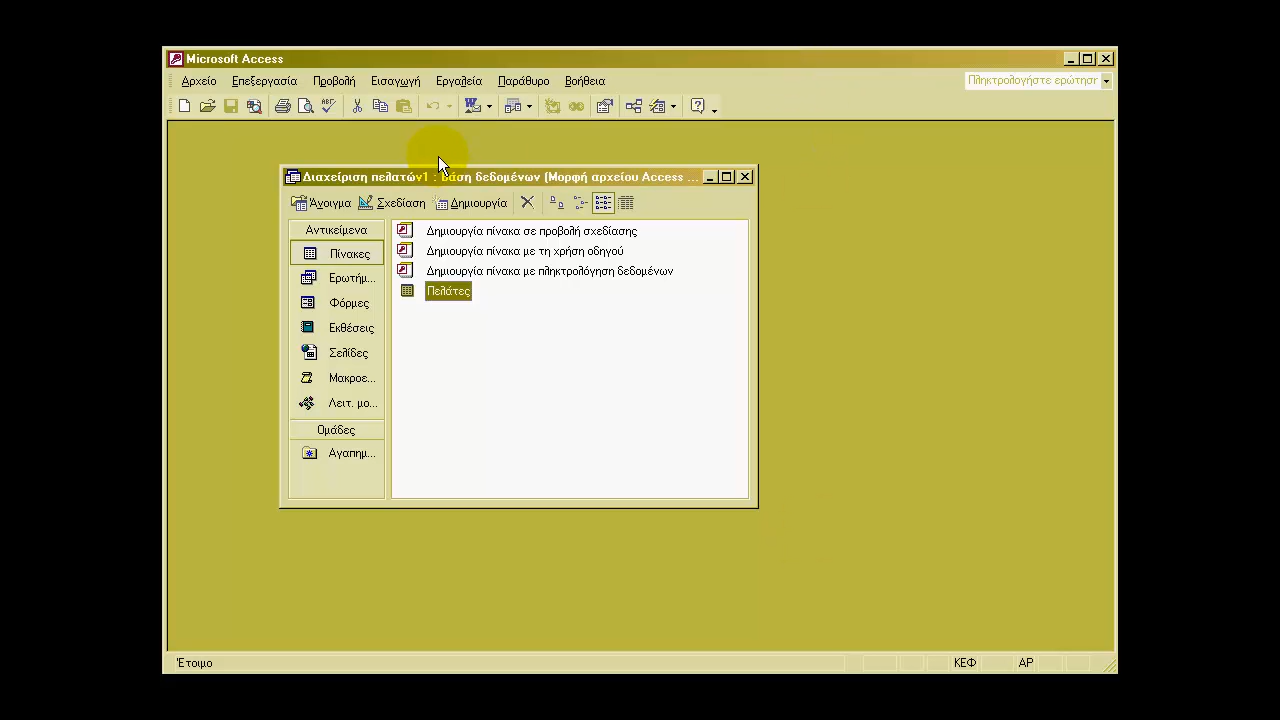 Microsoft Access
Αρχείο Επεξεργασία Προβολή Εισαγωγή Εργαλεία Παράθυρο Βοήθεια Πληκτρολογήστε ερώτηση
Διαχείριση πελατών1 : Βάση δεδομένων (Μορφή αρχείου Access ...
Άνοιγμα Σχεδίαση Δημιουργία
Αντικείμενα
Πίνακες
Ερωτήμ...
Φόρμες
Εκθέσεις
Σελίδες
Μακροε...
Λειτ. μο...
Ομάδες
Αγαπημ...
Δημιουργία πίνακα σε προβολή σχεδίασης
Δημιουργία πίνακα με τη χρήση οδηγού
Δημιουργία πίνακα με πληκτρολόγηση δεδομένων
Πελάτες
Έτοιμο ΚΕΦ ΑΡ